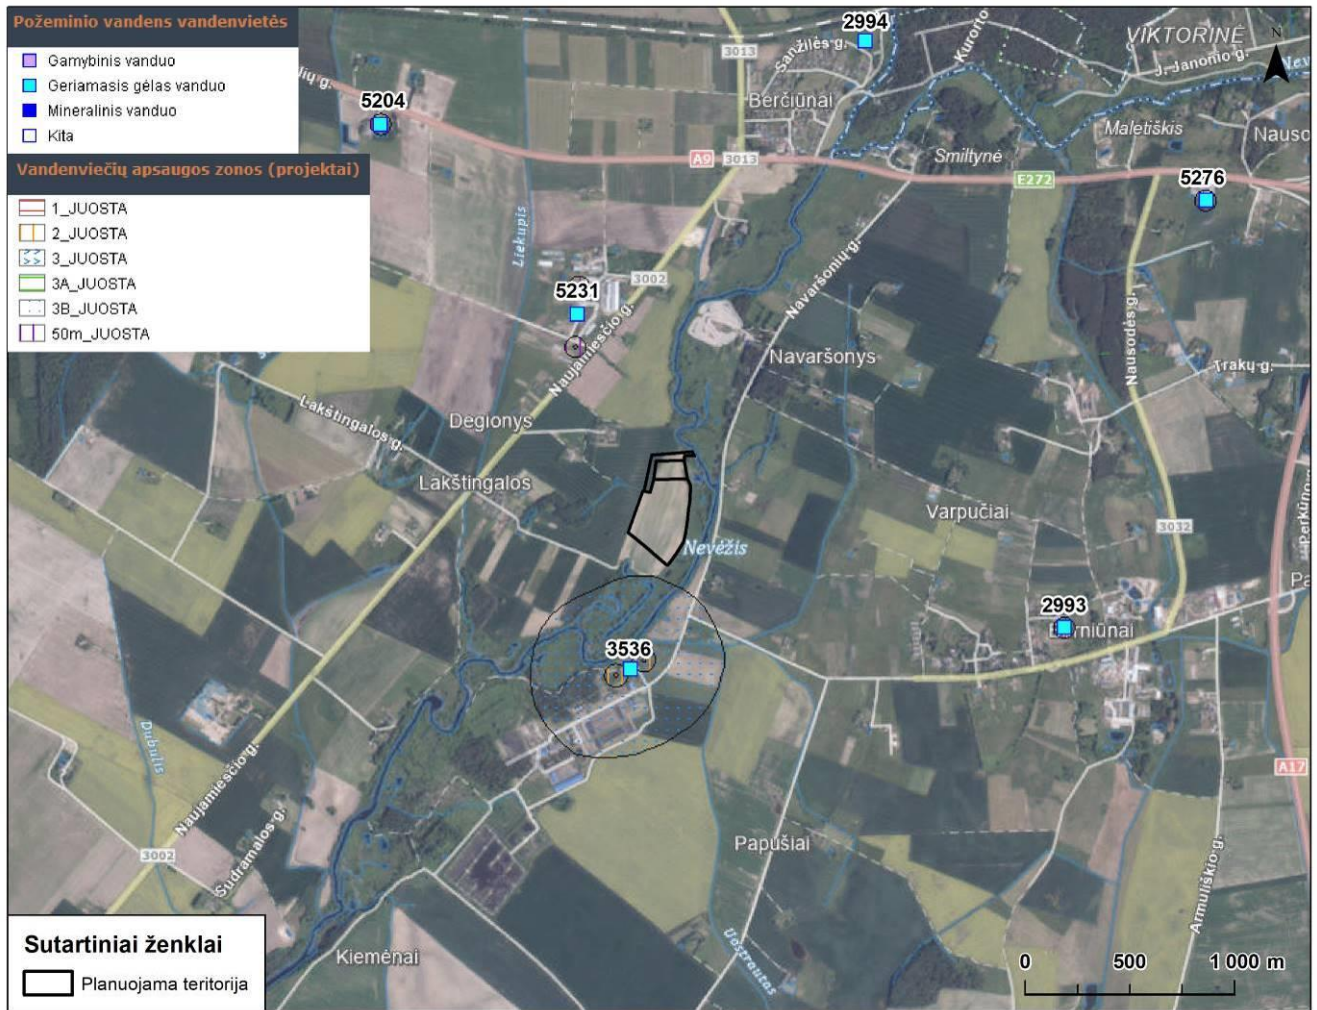 Požeminio vandens vandenvietės
Gamybinis vanduo
Geriamasis gėlas vanduo
Mineralinis vanduo
Kita
Vandenviečių apsaugos zonos (projektai)
1_JUOSTA
2_JUOSTA
3_JUOSTA
3A_JUOSTA
3B_JUOSTA
50m_JUOSTA
2994
3013
Sanžilės g.
VIKTORINĖ
N
J. Janonio g.
5204
Berčiūnai
Maletiškis
Smiltynė
A9
3013
E272
5276
Liekupis
3002
5231
Navaršonių g.
Naujamiesčio g.
Navaršonys
Nausodės g.
Trakų g.
Lakštingalos g.
Degionys
Lakštingalos
Varpučiai
3032
Nevėžis
2993
3536
Dubulis
A17
Naujamiesčio g.
Papušiai
3002
Sudramalos g.
Armuliškio g.
Uostrautas
Kiemėnai
Sutartiniai ženklai
Planuojama teritorija
0 500 1 000 m